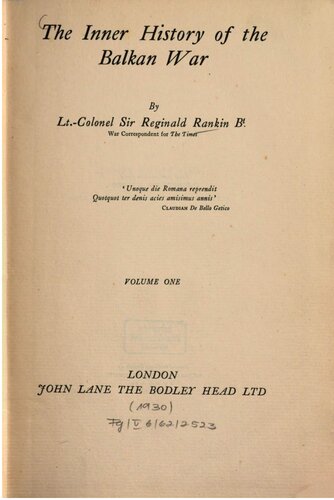 The Inner History of the
Balkan War
By
Lt.-Colonel Sir Reginald Rankin Bt.
War Correspondent for The Times
'Unoque die Romana reprendit
Quotquot ter denis acies amisimus annis'
CLAUDIAN De Bello Getico
VOLUME ONE
LONDON
JOHN LANE THE BODLEY HEAD LTD
(1930)